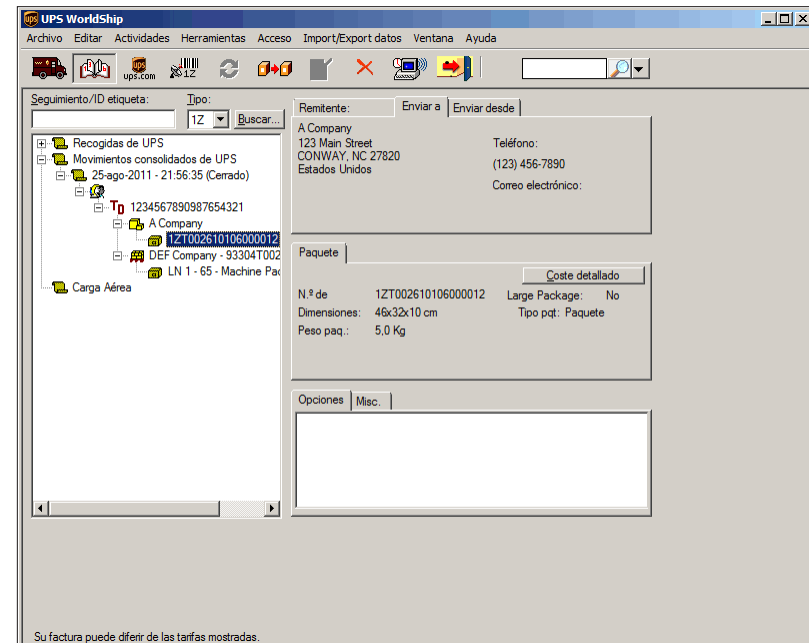 UPS WorldShip
Archivo Editar Actividades Herramientas Acceso Import/Export datos Ventana Ayuda
ups.com 1Z
Seguimiento/ID etiqueta: Tipo:
1Z Buscar...
Recogidas de UPS
Movimientos consolidados de UPS
25-ago-2011 - 21:56:35 (Cerrado)
TD 1234567890987654321
A Company
1ZT002610106000012
DEF Company - 93304T002
LN 1 - 65 - Machine Pac
Carga Aérea
Remitente: Enviar a Enviar desde
A Company
123 Main Street
CONWAY, NC 27820
Estados Unidos
Teléfono:
(123) 456-7890
Correo electrónico:
Paquete
Coste detallado
N.º de 1ZT002610106000012 Large Package: No
Dimensiones: 46x32x10 cm Tipo pqt: Paquete
Peso paq.: 5,0 Kg
Opciones Misc.
Su factura puede diferir de las tarifas mostradas.